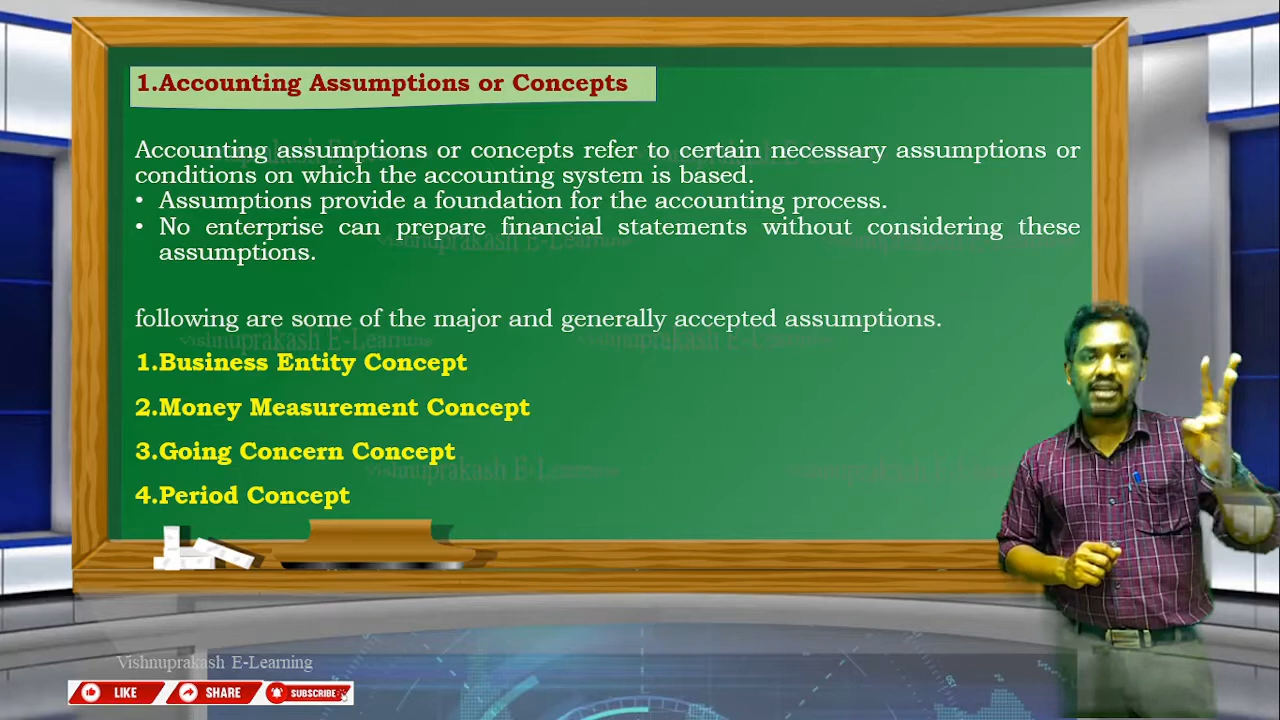 1.Accounting Assumptions or Concepts
Accounting assumptions or concepts refer to certain necessary assumptions or
conditions on which the accounting system is based.
• Assumptions provide a foundation for the accounting process.
• No enterprise can prepare financial statements without considering these
assumptions.
following are some of the major and generally accepted assumptions.
1.Business Entity Concept
2.Money Measurement Concept
3.Going Concern Concept
4.Period Concept
Vishnuprakash E-Learning
LIKE SHARE SUBSCRIBE